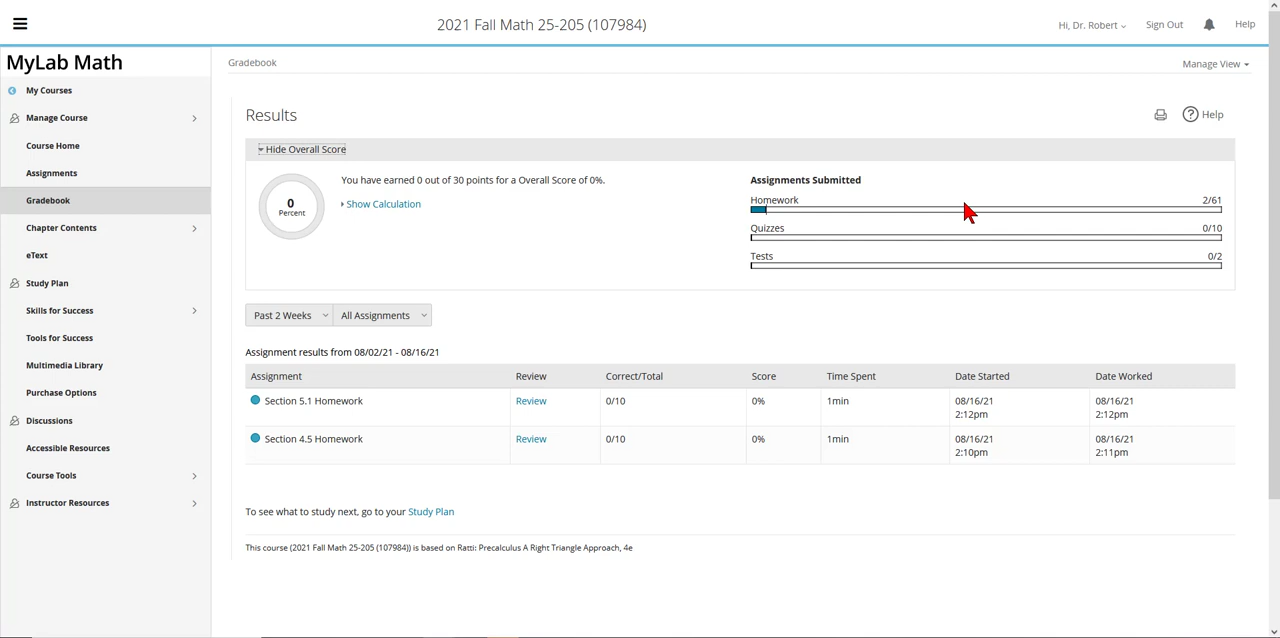 2021 Fall Math 25-205 (107984)
Hi, Dr. Robert
Sign Out
Help
MyLab Math
My Courses
Manage Course
Course Home
Assignments
Gradebook
Chapter Contents
eText
Study Plan
Skills for Success
Tools for Success
Multimedia Library
Purchase Options
Discussions
Accessible Resources
Course Tools
Instructor Resources
Gradebook
Manage View
Results
? Help
Hide Overall Score
0
Percent
You have earned 0 out of 30 points for a Overall Score of 0%.
Show Calculation
Assignments Submitted
Homework 2/61
Quizzes 0/10
Tests 0/2
Past 2 Weeks All Assignments
Assignment results from 08/02/21 - 08/16/21
Assignment Review Correct/Total Score Time Spent Date Started Date Worked
Section 5.1 Homework Review 0/10 0% 1min 08/16/21 08/16/21
2:12pm 2:12pm
Section 4.5 Homework Review 0/10 0% 1min 08/16/21 08/16/21
2:10pm 2:11pm
To see what to study next, go to your Study Plan
This course (2021 Fall Math 25-205 (107984)) is based on Ratti: Precalculus A Right Triangle Approach, 4e